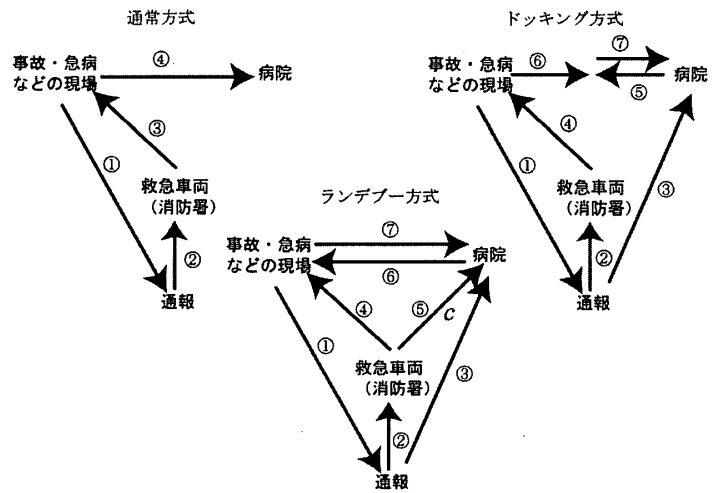 通常方式
事故・急病
などの現場
④
病院
③
①
救急車両
(消防署)
②
通報
ドッキング方式
事故・急病
などの現場
⑥
⑦
⑤
病院
④
①
③
救急車両
(消防署)
②
通報
ランデブー方式
事故・急病
などの現場
⑦
⑥
病院
④
⑤
C
①
③
救急車両
(消防署)
②
通報